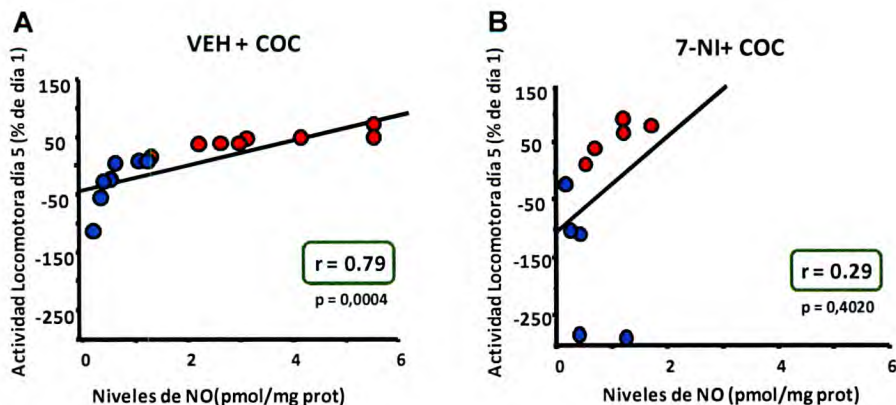 A
VEH + COC
Actividad Locomotora día 5 (% de día 1)
150
50
-50
-150
-250
0
2
4
6
r = 0.79
p = 0,0004
Niveles de NO(pmol/mg prot)
B
7-NI+ COC
Actividad Locomotora día 5 (% de día 1)
150
50
-50
-150
-250
0
2
4
6
r = 0.29
p = 0,4020
Niveles de NO (pmol/mg prot)